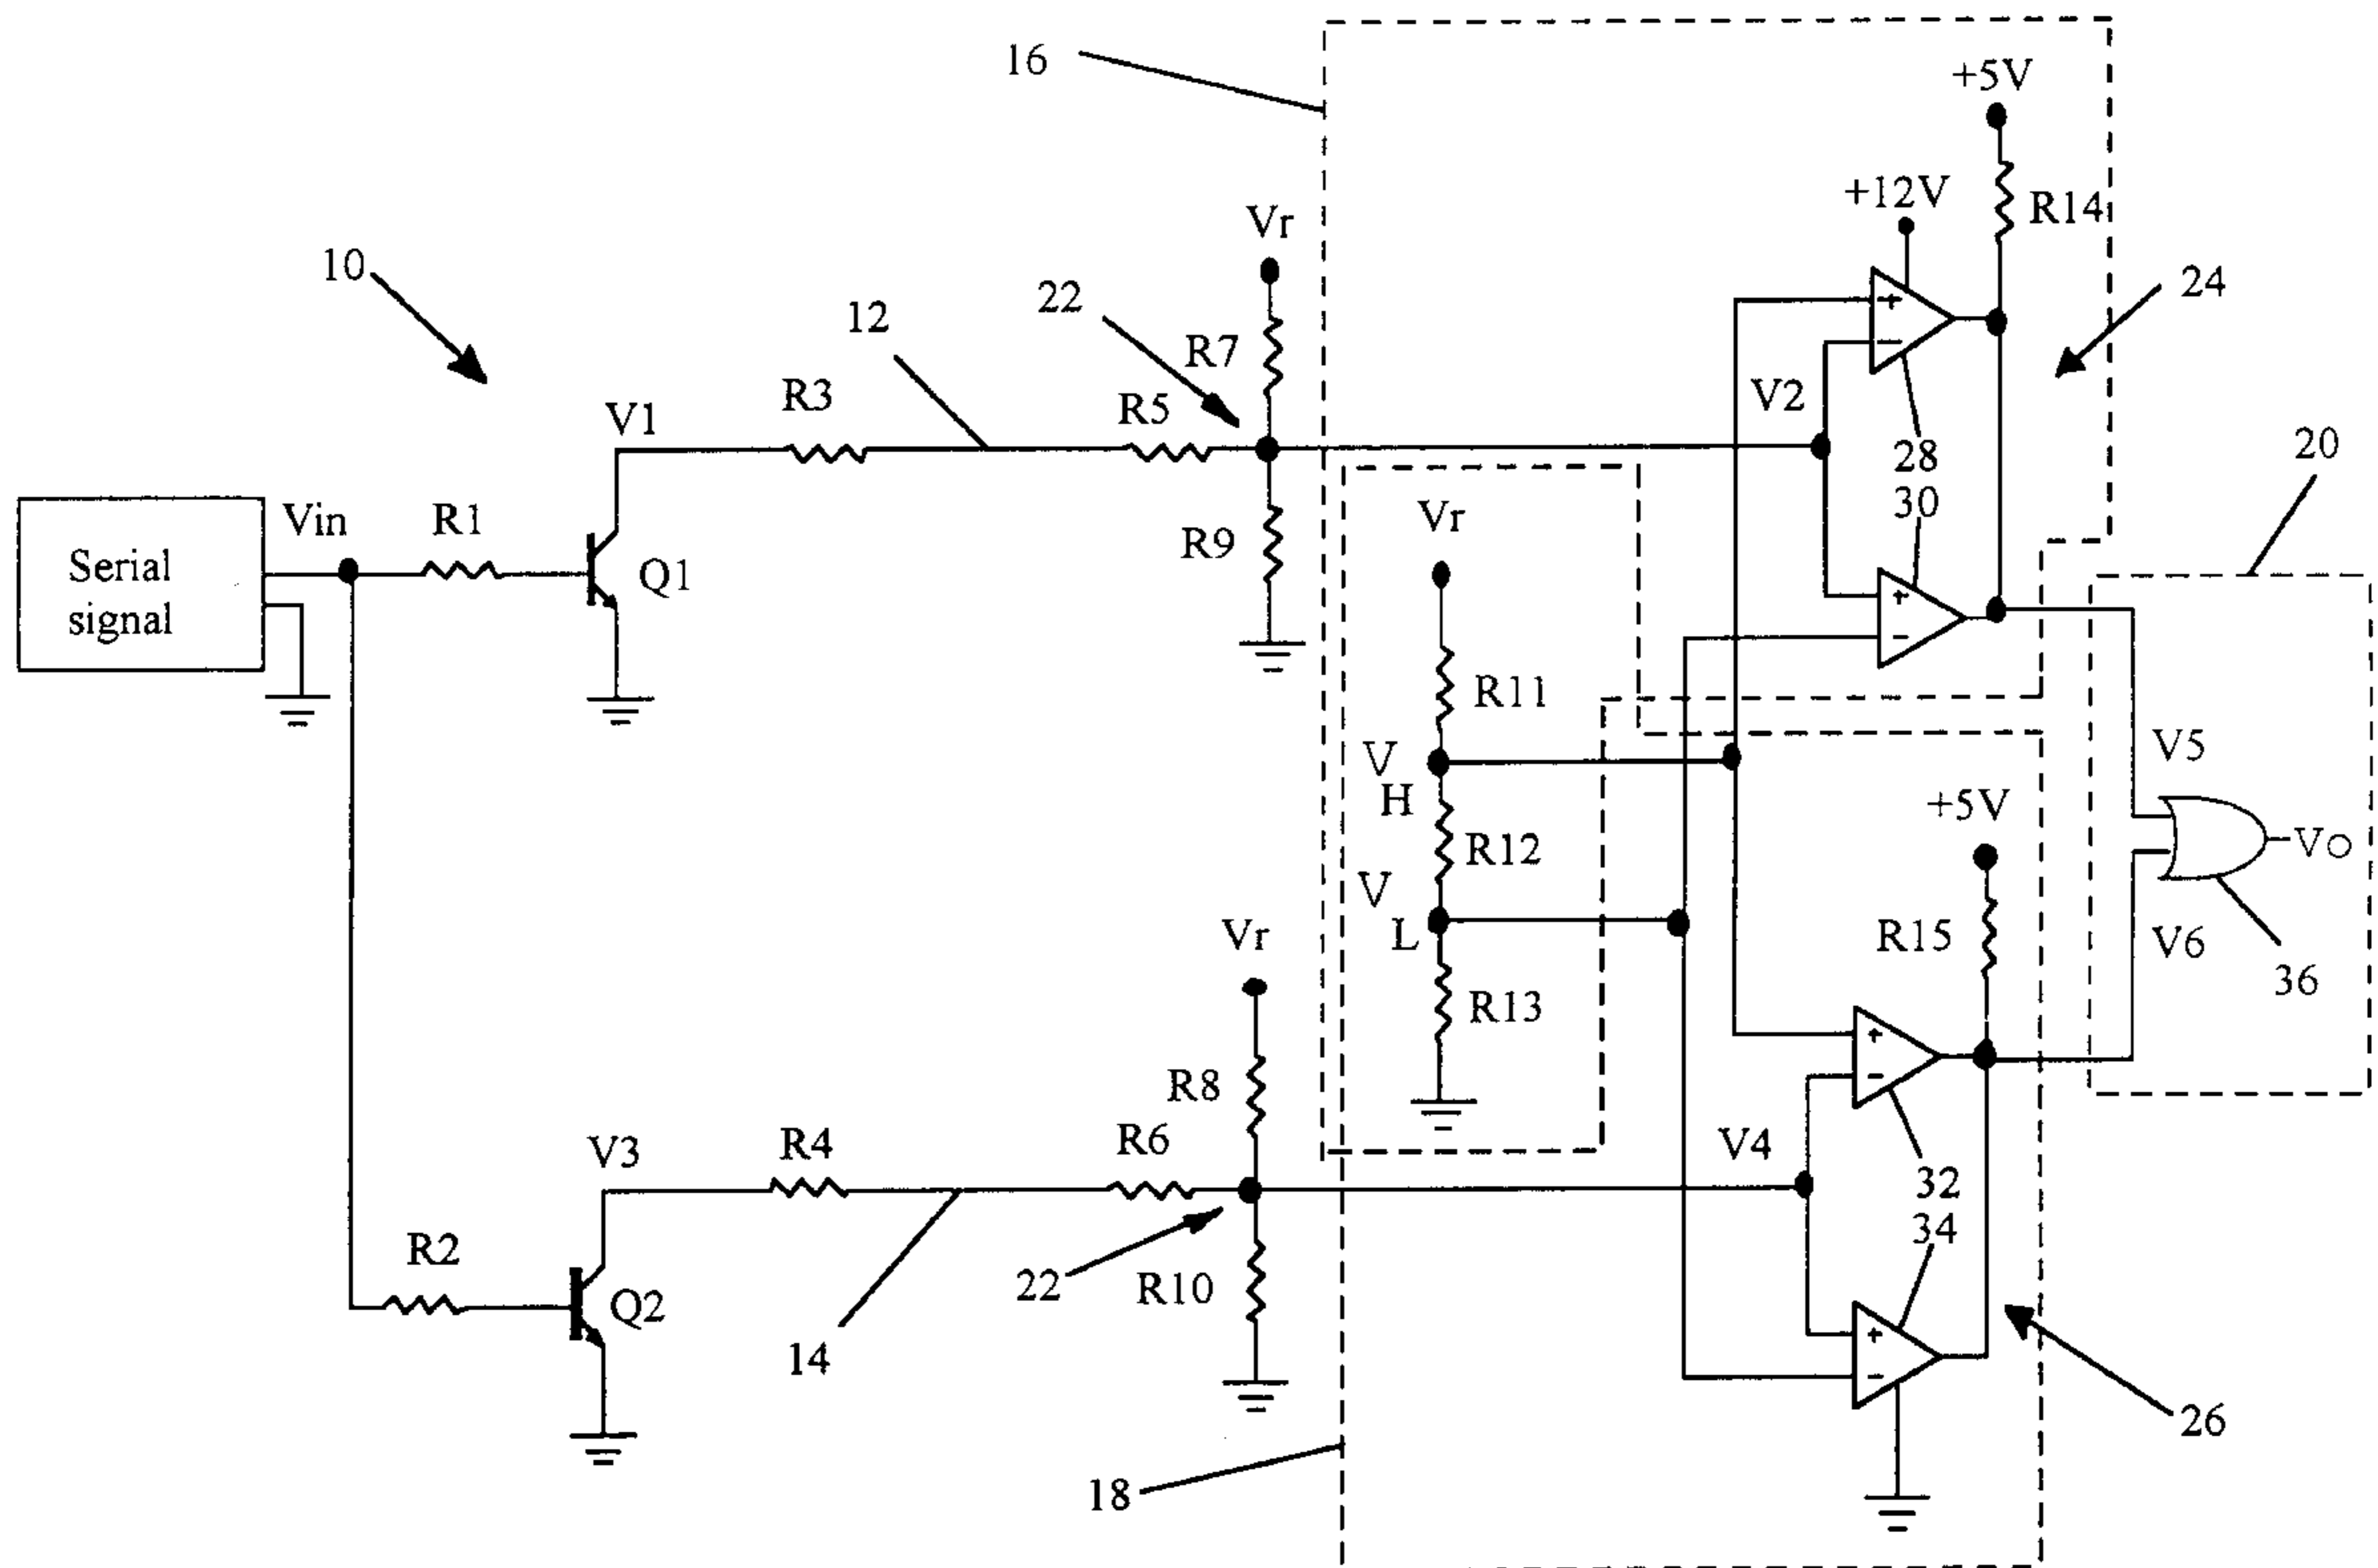 16
+5V
+12V
R14
Vr
10
22
24
12
R7
R3
R5
V1
V2
28
30
20
Vr
Vin
R1
R9
Serial
signal
Q1
R11
V5
V
H
+5V
R12
VO
V
L
R15
V6
Vr
R13
36
R8
V3
R4
R6
V4
32
34
R2
22
R10
Q2
14
26
18
+
-
+
-
+
-
+
-